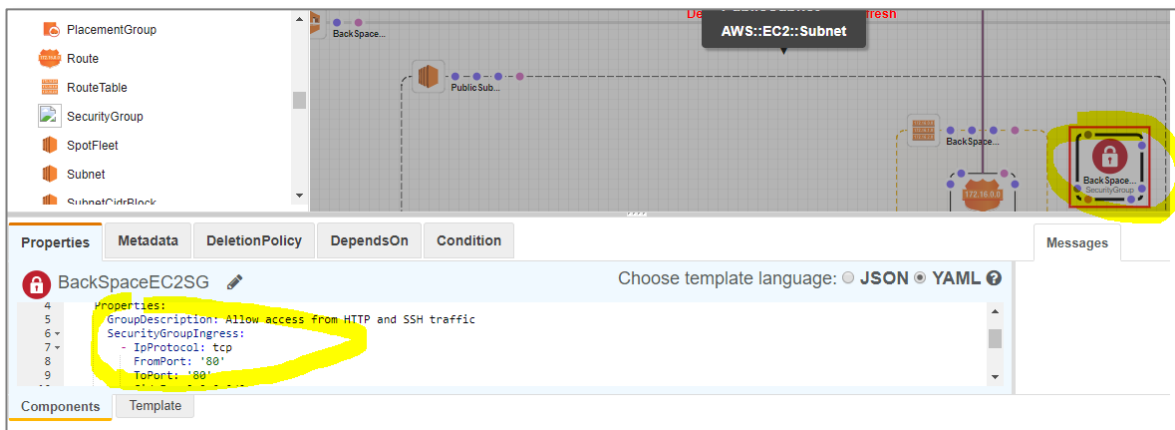 PlacementGroup
Route
RouteTable
SecurityGroup
SpotFleet
Subnet
SubnetCidrBlock
BackSpace...
AWS::EC2::Subnet
PublicSub...
BackSpace...
172.16.0.0
BackSpace...
SecurityGroup
Properties
Metadata
DeletionPolicy
DependsOn
Condition
Messages
BackSpaceEC2SG
Choose template language: JSON YAML
4 Properties:
5 GroupDescription: Allow access from HTTP and SSH traffic
6 SecurityGroupIngress:
7 - IpProtocol: tcp
8 FromPort: '80'
9 ToPort: '80'
Components
Template